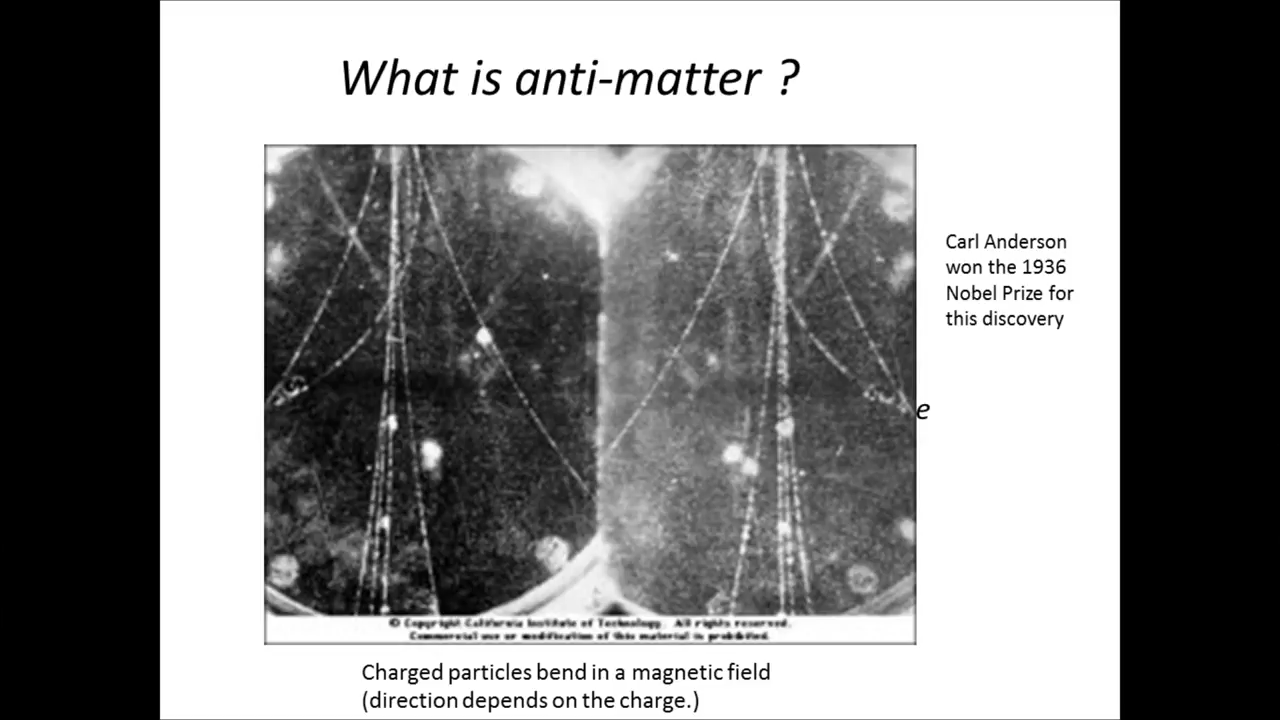 What is anti-matter ?
Carl Anderson
won the 1936
Nobel Prize for
this discovery
e
© Copyright California Institute of Technology. All rights reserved.
Commercial use or modification of this material is prohibited.
Charged particles bend in a magnetic field
(direction depends on the charge.)